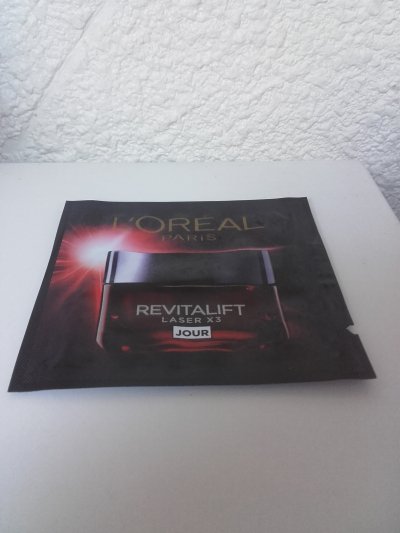 L'ORÉAL
PARIS
REVITALIFT
LASER X3
JOUR